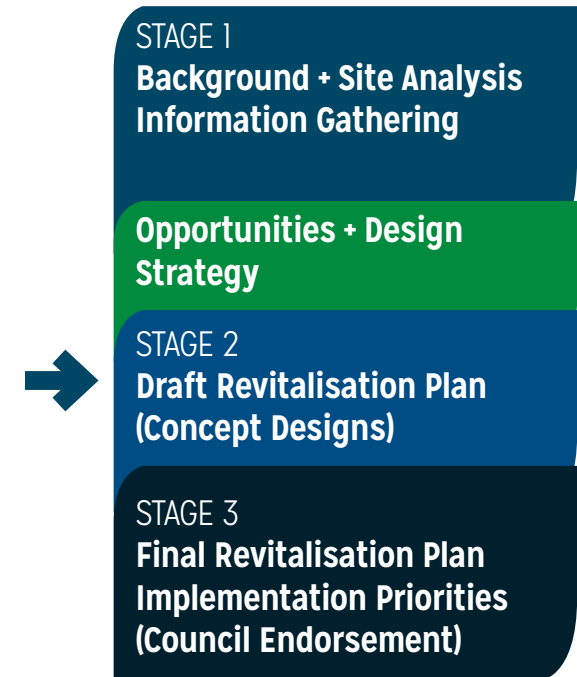 STAGE 1
Background + Site Analysis
Information Gathering
Opportunities + Design
Strategy
STAGE 2
Draft Revitalisation Plan
(Concept Designs)
STAGE 3
Final Revitalisation Plan
Implementation Priorities
(Council Endorsement)